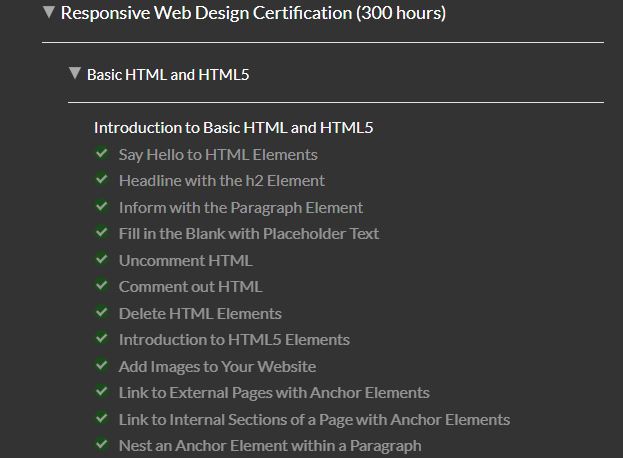 Responsive Web Design Certification (300 hours)
Basic HTML and HTML5
Introduction to Basic HTML and HTML5
Say Hello to HTML Elements
Headline with the h2 Element
Inform with the Paragraph Element
Fill in the Blank with Placeholder Text
Uncomment HTML
Comment out HTML
Delete HTML Elements
Introduction to HTML5 Elements
Add Images to Your Website
Link to External Pages with Anchor Elements
Link to Internal Sections of a Page with Anchor Elements
Nest an Anchor Element within a Paragraph